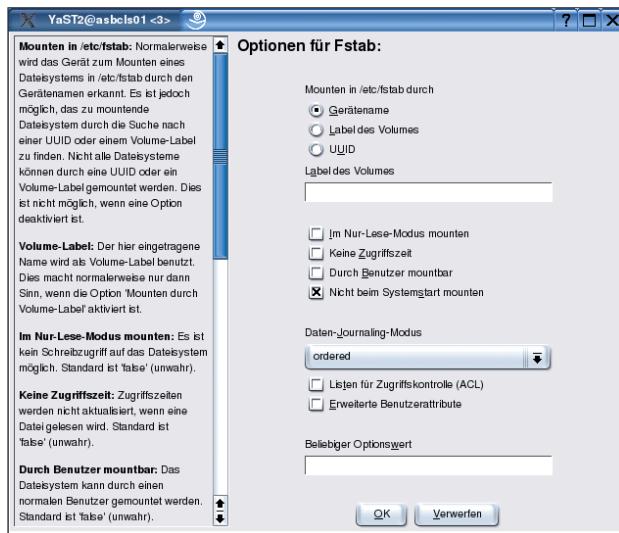 YaST2@asbcls01 <3>
Mounten in /etc/fstab: Normalerweise
wird das Gerät zum Mounten eines
Dateisystems in /etc/fstab durch den
Gerätenamen erkannt. Es ist jedoch
möglich, das zu mountende
Dateisystem durch die Suche nach
einer UUID oder einem Volume-Label
zu finden. Nicht alle Dateisysteme
können durch eine UUID oder ein
Volume-Label gemountet werden. Dies
ist nicht möglich, wenn eine Option
deaktiviert ist.
Volume-Label: Der hier eingetragene
Name wird als Volume-Label benutzt.
Dies macht normalerweise nur dann
Sinn, wenn die Option 'Mounten durch
Volume-Label' aktiviert ist.
Im Nur-Lese-Modus mounten: Es ist
kein Schreibzugriff auf das Dateisystem
möglich. Standard ist 'false' (unwahr).
Keine Zugriffszeit: Zugriffszeiten
werden nicht aktualisiert, wenn eine
Datei gelesen wird. Standard ist
'false' (unwahr).
Durch Benutzer mountbar: Das
Dateisystem kann durch einen
normalen Benutzer gemountet werden.
Standard ist 'false' (unwahr).
Optionen für Fstab:
Mounten in /etc/fstab durch
Gerätename
Label des Volumes
UUID
Label des Volumes
Im Nur-Lese-Modus mounten
Keine Zugriffszeit
Durch Benutzer mountbar
Nicht beim Systemstart mounten
Daten-Journaling-Modus
ordered
Listen für Zugriffskontrolle (ACL)
Erweiterte Benutzerattribute
Beliebiger Optionswert
OK Verwerfen